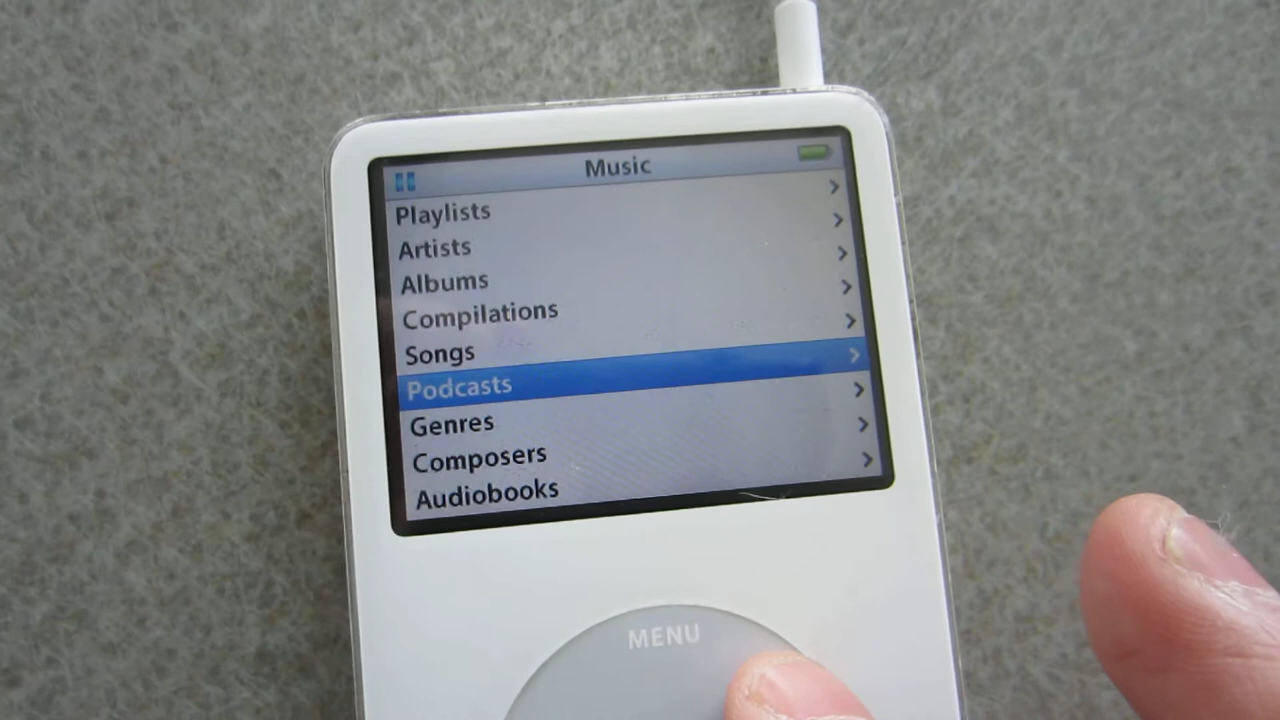 Music
Playlists
Artists
Albums
Compilations
Songs
Podcasts
Genres
Composers
Audiobooks
MENU